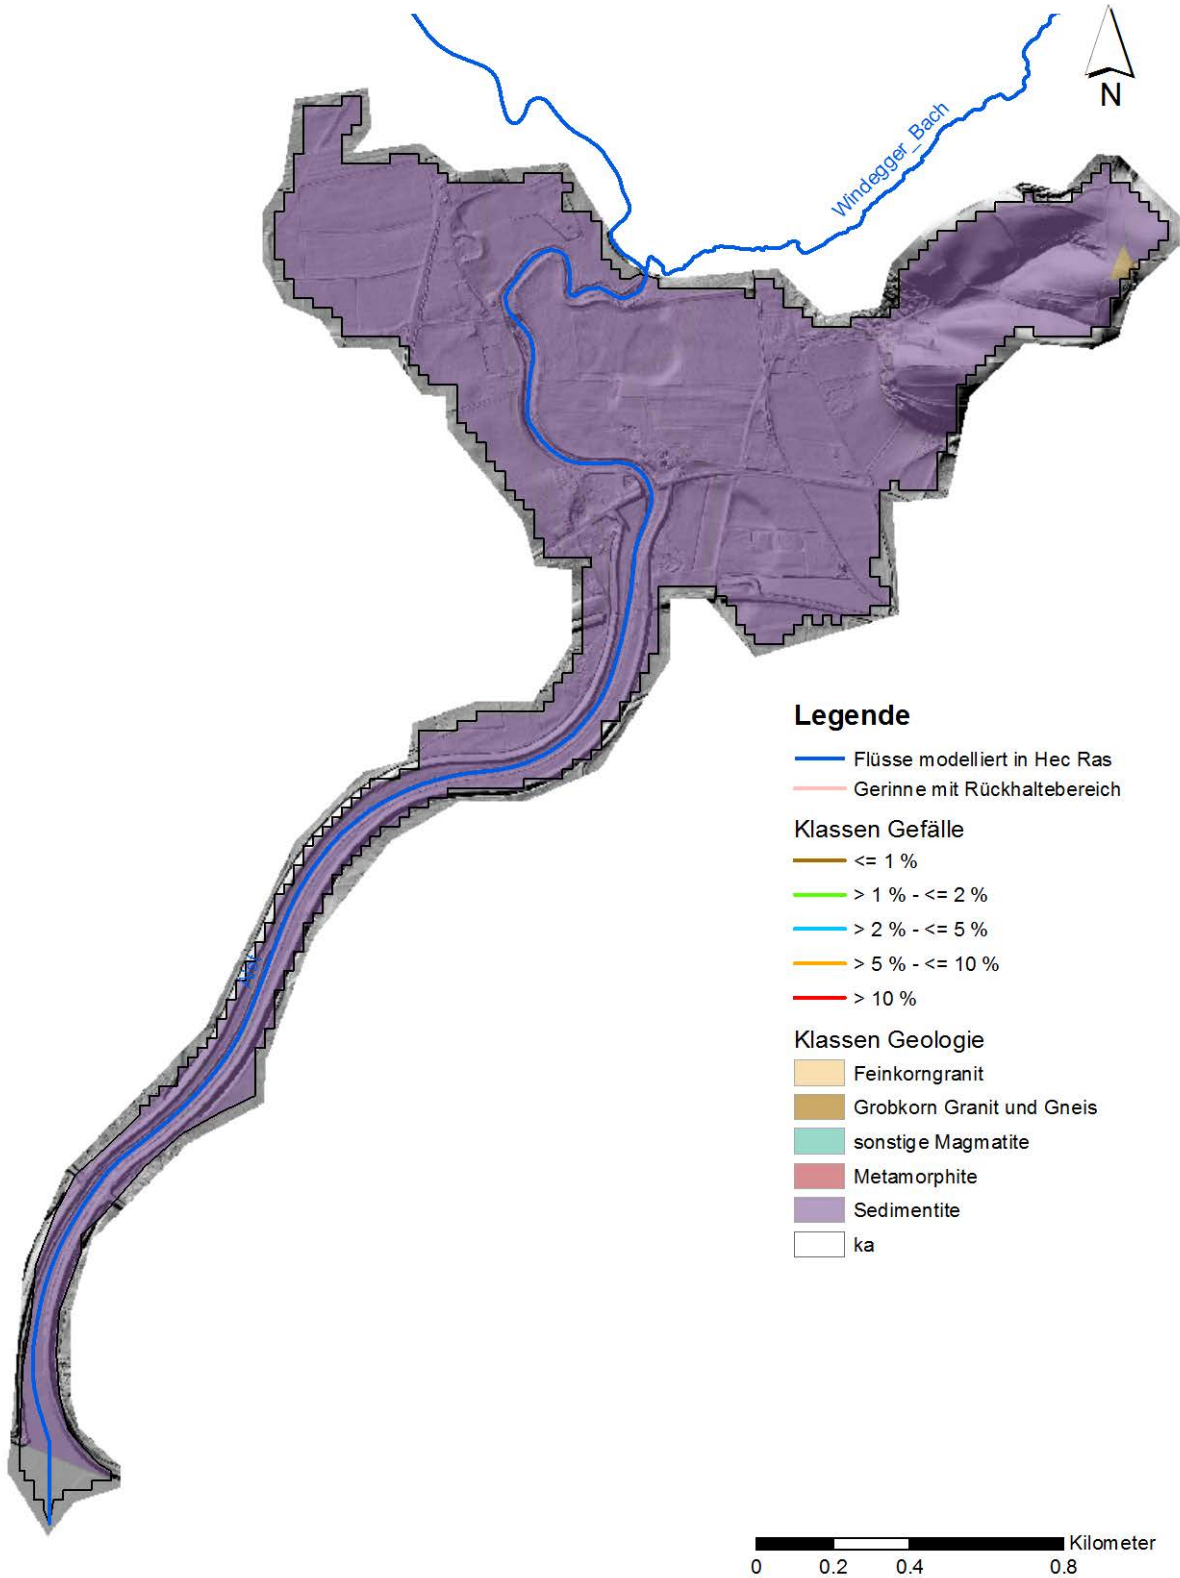 N
Windegger_Bach
Legende
Flüsse modelliert in Hec Ras
Gerinne mit Rückhaltebereich
Klassen Gefälle
<= 1 %
> 1 % - <= 2 %
> 2 % - <= 5 %
> 5 % - <= 10 %
> 10 %
Klassen Geologie
Feinkorngranit
Grobkorn Granit und Gneis
sonstige Magmatite
Metamorphite
Sedimentite
ka
Kilometer
0 0.2 0.4 0.8